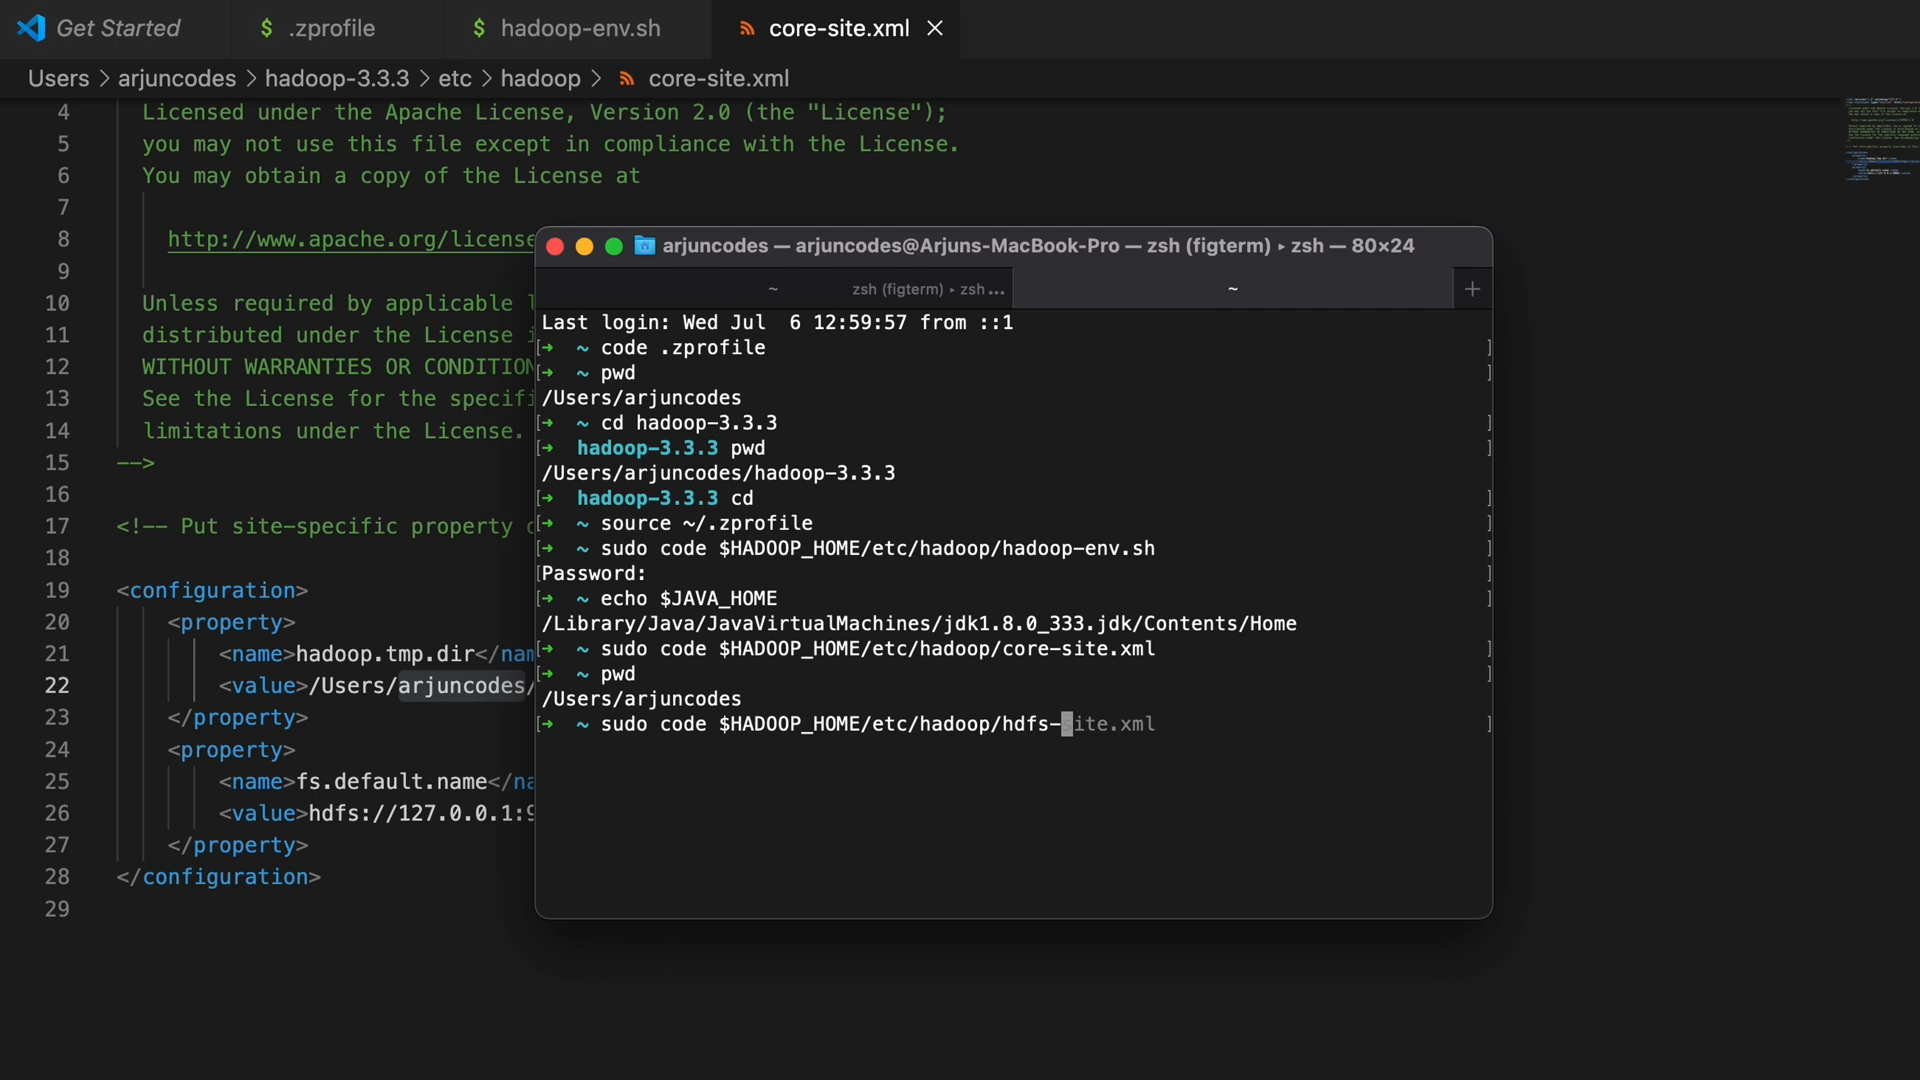 Get Started
.zprofile
hadoop-env.sh
core-site.xml
Users > arjuncodes > hadoop-3.3.3 > etc > hadoop > core-site.xml
4 Licensed under the Apache License, Version 2.0 (the "License");
5 you may not use this file except in compliance with the License.
6 You may obtain a copy of the License at
7
8 http://www.apache.org/license
9
10 Unless required by applicable
11 distributed under the License
12 WITHOUT WARRANTIES OR CONDITION
13 See the License for the specifi
14 limitations under the License.
15 -->
16
17 <!-- Put site-specific property
18
19 <configuration>
20 <property>
21 <name>hadoop.tmp.dir</nam
22 <value>/Users/arjuncodes/
23 </property>
24 <property>
25 <name>fs.default.name</na
26 <value>hdfs://127.0.0.1:9
27 </property>
28 </configuration>
29
arjuncodes — arjuncodes@Arjuns-MacBook-Pro — zsh (figterm) ▸ zsh — 80×24
~ zsh (figterm) ▸ zsh ...
~
+
Last login: Wed Jul  6 12:59:57 from ::1
[➜  ~ code .zprofile ]
[➜  ~ pwd ]
/Users/arjuncodes
[➜  ~ cd hadoop-3.3.3 ]
[➜  hadoop-3.3.3 pwd ]
/Users/arjuncodes/hadoop-3.3.3
[➜  hadoop-3.3.3 cd ]
[➜  ~ source ~/.zprofile ]
[➜  ~ sudo code $HADOOP_HOME/etc/hadoop/hadoop-env.sh ]
[Password: ]
[➜  ~ echo $JAVA_HOME ]
/Library/Java/JavaVirtualMachines/jdk1.8.0_333.jdk/Contents/Home
[➜  ~ sudo code $HADOOP_HOME/etc/hadoop/core-site.xml ]
[➜  ~ pwd ]
/Users/arjuncodes
[➜  ~ sudo code $HADOOP_HOME/etc/hadoop/hdfs-site.xml ]